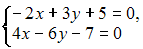 -2x + 3y + 5 = 0,
4x - 6y - 7 = 0